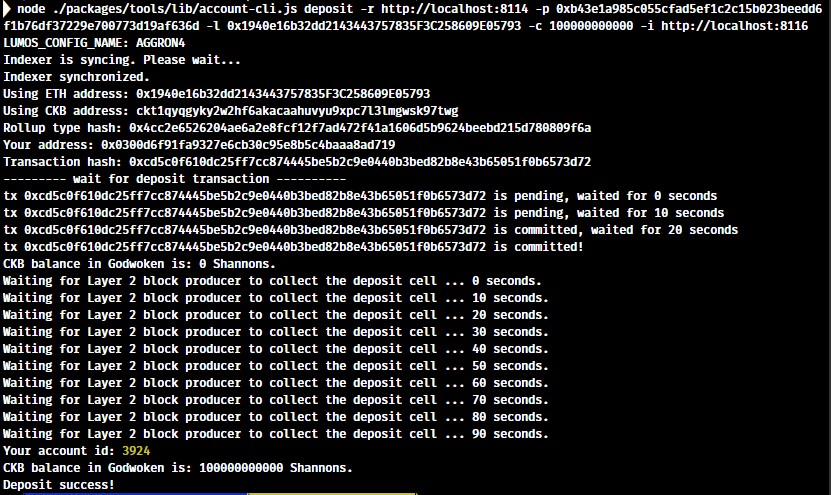 node ./packages/tools/lib/account-cli.js deposit -r http://localhost:8114 -p 0xb43e1a985c055cfad5ef1c2c15b023beedd6
f1b76df37229e700773d19af636d -l 0x1940e16b32dd2143443757835F3C258609E05793 -c 100000000000 -i http://localhost:8116
LUMOS_CONFIG_NAME: AGGRON4
Indexer is syncing. Please wait...
Indexer synchronized.
Using ETH address: 0x1940e16b32dd2143443757835F3C258609E05793
Using CKB address: ckt1qyqgyky2w2hf6akacaahuvyu9xpc7l3lmgwsk97twg
Rollup type hash: 0x4cc2e6526204ae6a2e8fcf12f7ad472f41a1606d5b9624beebd215d780809f6a
Your address: 0x0300d6f91fa9327e6cb30c95e8b5c4baaa8ad719
Transaction hash: 0xcd5c0f610dc25ff7cc874445be5b2c9e0440b3bed82b8e43b65051f0b6573d72
--------- wait for deposit transaction ----------
tx 0xcd5c0f610dc25ff7cc874445be5b2c9e0440b3bed82b8e43b65051f0b6573d72 is pending, waited for 0 seconds
tx 0xcd5c0f610dc25ff7cc874445be5b2c9e0440b3bed82b8e43b65051f0b6573d72 is pending, waited for 10 seconds
tx 0xcd5c0f610dc25ff7cc874445be5b2c9e0440b3bed82b8e43b65051f0b6573d72 is committed, waited for 20 seconds
tx 0xcd5c0f610dc25ff7cc874445be5b2c9e0440b3bed82b8e43b65051f0b6573d72 is committed!
CKB balance in Godwoken is: 0 Shannons.
Waiting for Layer 2 block producer to collect the deposit cell ... 0 seconds.
Waiting for Layer 2 block producer to collect the deposit cell ... 10 seconds.
Waiting for Layer 2 block producer to collect the deposit cell ... 20 seconds.
Waiting for Layer 2 block producer to collect the deposit cell ... 30 seconds.
Waiting for Layer 2 block producer to collect the deposit cell ... 40 seconds.
Waiting for Layer 2 block producer to collect the deposit cell ... 50 seconds.
Waiting for Layer 2 block producer to collect the deposit cell ... 60 seconds.
Waiting for Layer 2 block producer to collect the deposit cell ... 70 seconds.
Waiting for Layer 2 block producer to collect the deposit cell ... 80 seconds.
Waiting for Layer 2 block producer to collect the deposit cell ... 90 seconds.
Your account id: 3924
CKB balance in Godwoken is: 100000000000 Shannons.
Deposit success!